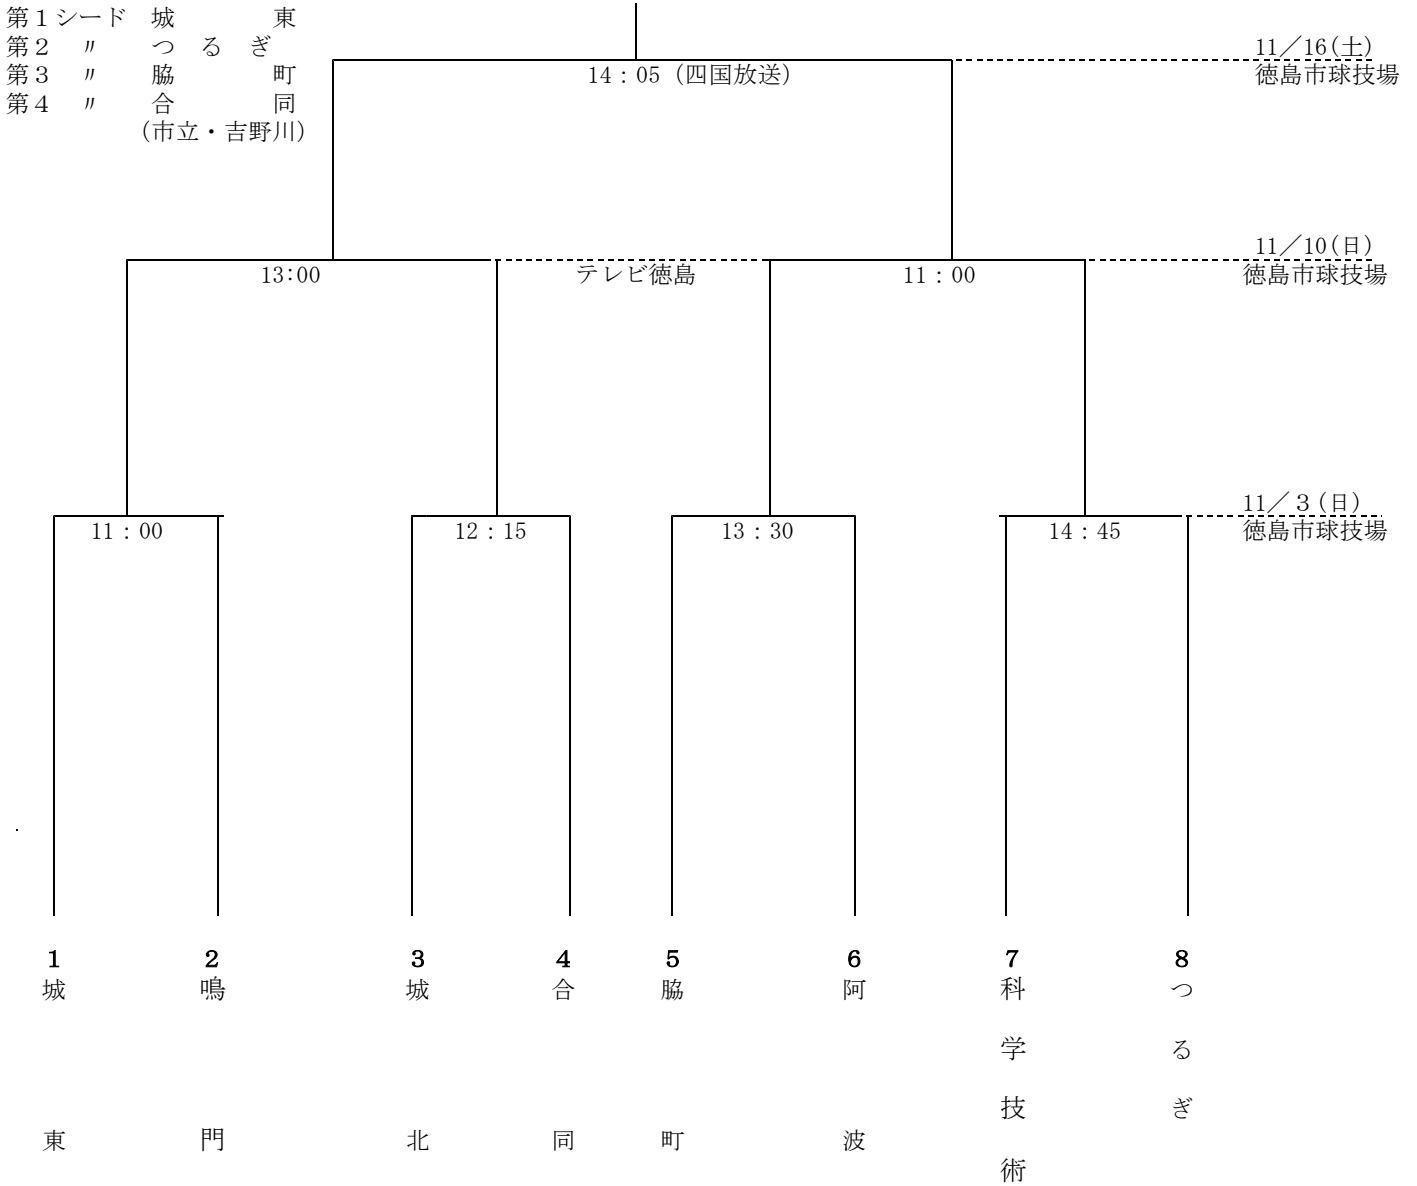 第１シード　城　　　　東
第２　〃　　つ　る　ぎ
第３　〃　　脇　　　　町
第４　〃　　合　　　　同
（市立・吉野川）
11／16(土)
14：05（四国放送）
徳島市球技場
11／10(日)
13:00
テレビ徳島
11：00
徳島市球技場
11／３(日)
11：00
12：15
13：30
14：45
徳島市球技場
1
城東
2
鳴門
3
城北
4
合同
5
脇町
6
阿波
7
科学技術
8
つるぎ